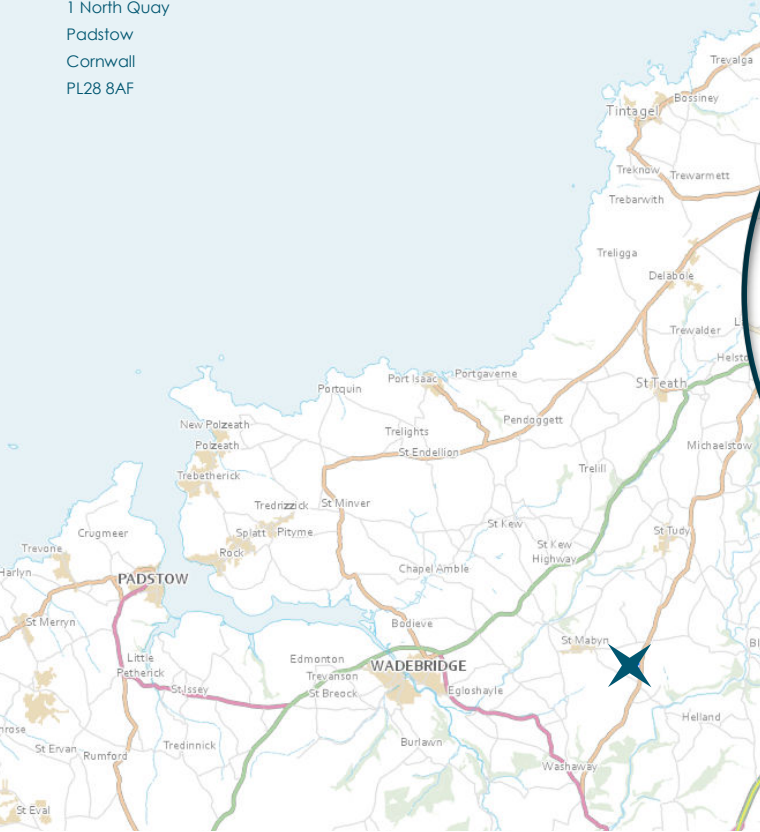 1 North Quay
Padstow
Cornwall
PL28 8AF
Trevalga
Bossiney
Tintagel
Treknow
Trewarmett
Trebarwith
Treligga
Delabole
Trewalder
Helsto
St Teath
Portgaverne
Port Isaac
Portquin
Pendoggett
New Polzeath
Trelights
Polzeath
St Endellion
Michaelstow
Trelill
Trebetherick
Tredrizzick
St Minver
St Kew
Crugmeer
Splatt
Pityme
St Tudy
Trevone
Rock
St Kew
Highway
Harlyn
Chapel Amble
PADSTOW
St Merryn
Bodieve
St Mabyn
Bl
Little
Petherick
Edmonton
WADEBRIDGE
Trevanson
St Issey
St Breock
Egloshayle
Helland
rose
St Ervan
Rumford
Tredinnick
Burlawn
Washaway
St Eval